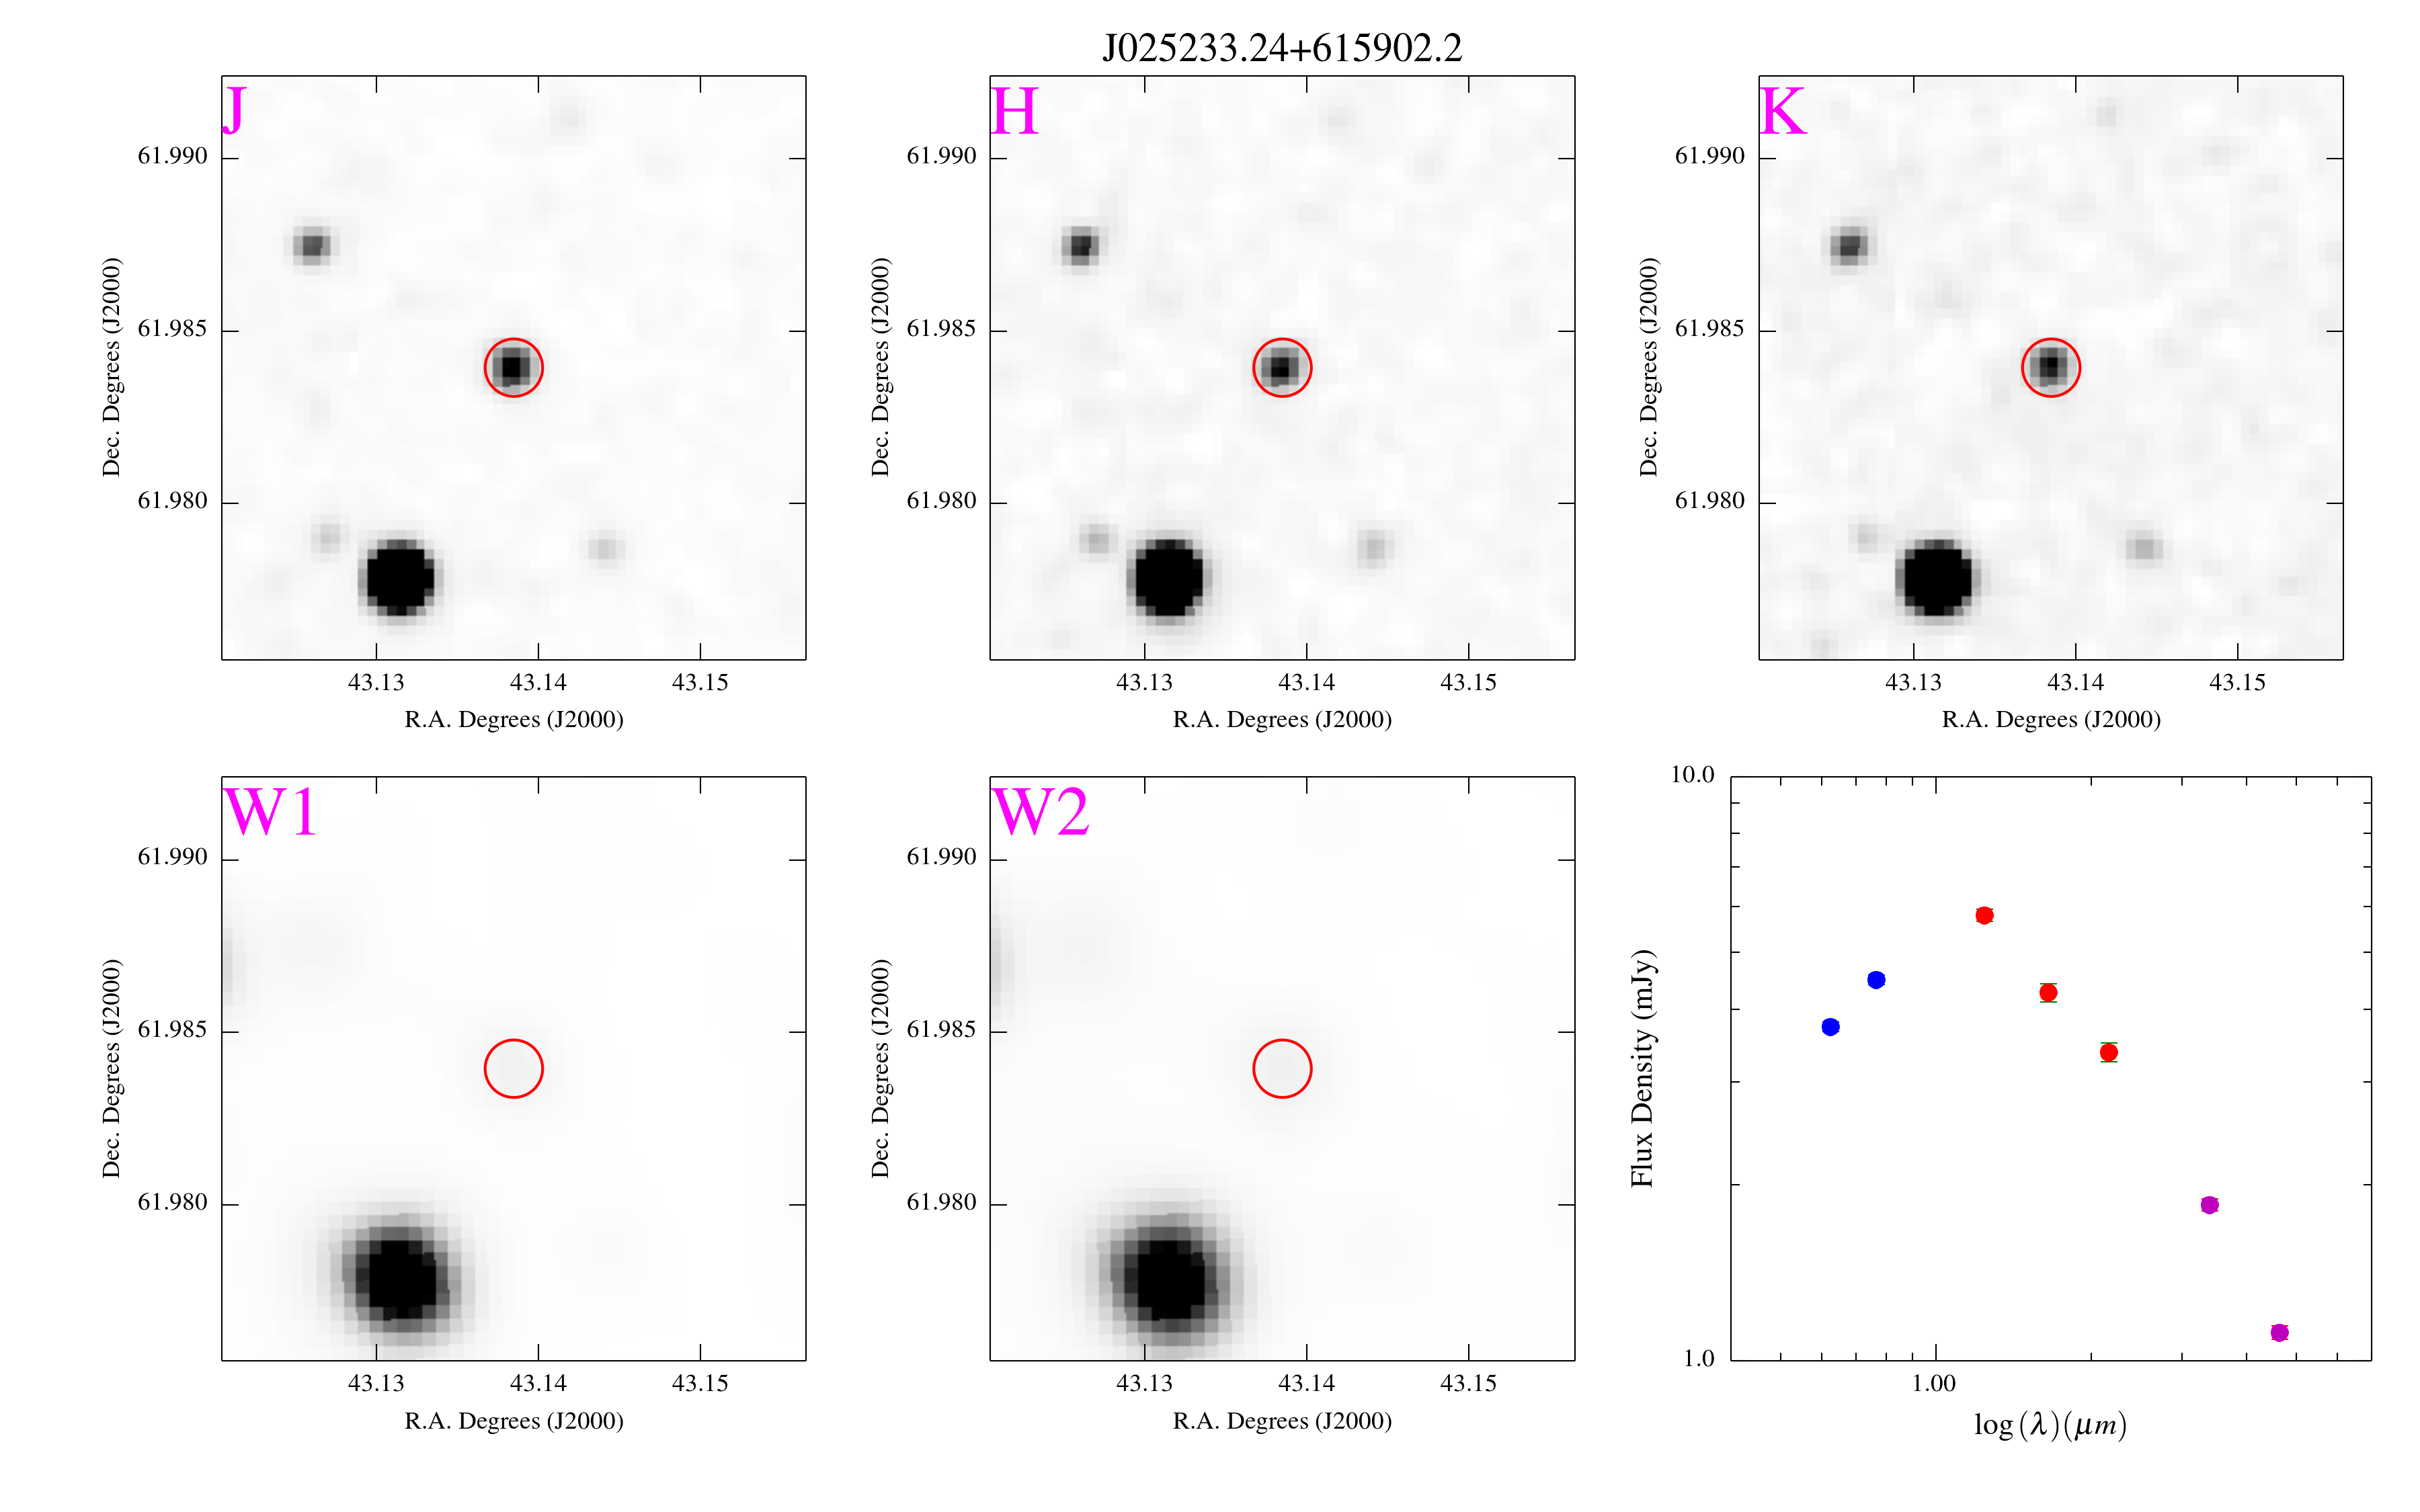 J025233.24+615902.2
J
61.990
61.985
61.980
Dec. Degrees (J2000)
43.13 43.14 43.15
R.A. Degrees (J2000)
H
61.990
61.985
61.980
Dec. Degrees (J2000)
43.13 43.14 43.15
R.A. Degrees (J2000)
K
61.990
61.985
61.980
Dec. Degrees (J2000)
43.13 43.14 43.15
R.A. Degrees (J2000)
W1
61.990
61.985
61.980
Dec. Degrees (J2000)
43.13 43.14 43.15
R.A. Degrees (J2000)
W2
61.990
61.985
61.980
Dec. Degrees (J2000)
43.13 43.14 43.15
R.A. Degrees (J2000)
10.0
1.0
Flux Density (mJy)
1.00
log(λ)(μm)